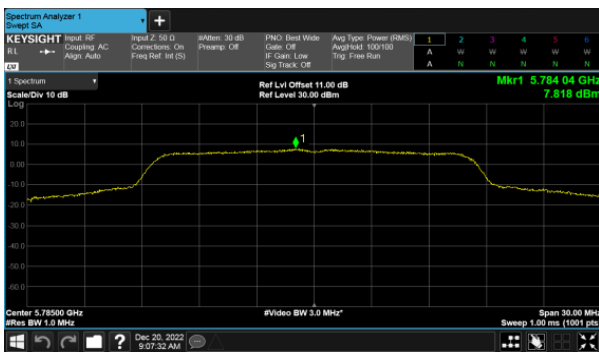 Spectrum Analyzer 1
Swept SA
+
KEYSIGHT Input: RF Input Z: 50 Ω #Atten: 30 dB PNO: Best Wide Avg Type: Power (RMS) 1 2 3 4 5 6
RL Coupling: AC Corrections: On Preamp: Off Gate: Off Avg|Hold: 100/100 A W W W W W
Align: Auto Freq Ref: Int (S) IF Gain: Low Trig: Free Run
Sig Track: Off A N N N N N
LXI
1 Spectrum Ref Lvl Offset 11.00 dB Mkr1 5.784 04 GHz
Scale/Div 10 dB Ref Level 30.00 dBm 7.818 dBm
Log
20.0
10.0
1
0.00
-10.0
-20.0
-30.0
-40.0
-50.0
-60.0
Center 5.78500 GHz #Video BW 3.0 MHz* Span 30.00 MHz
#Res BW 1.0 MHz Sweep 1.00 ms (1001 pts)
? Dec 20, 2022
9:07:32 AM